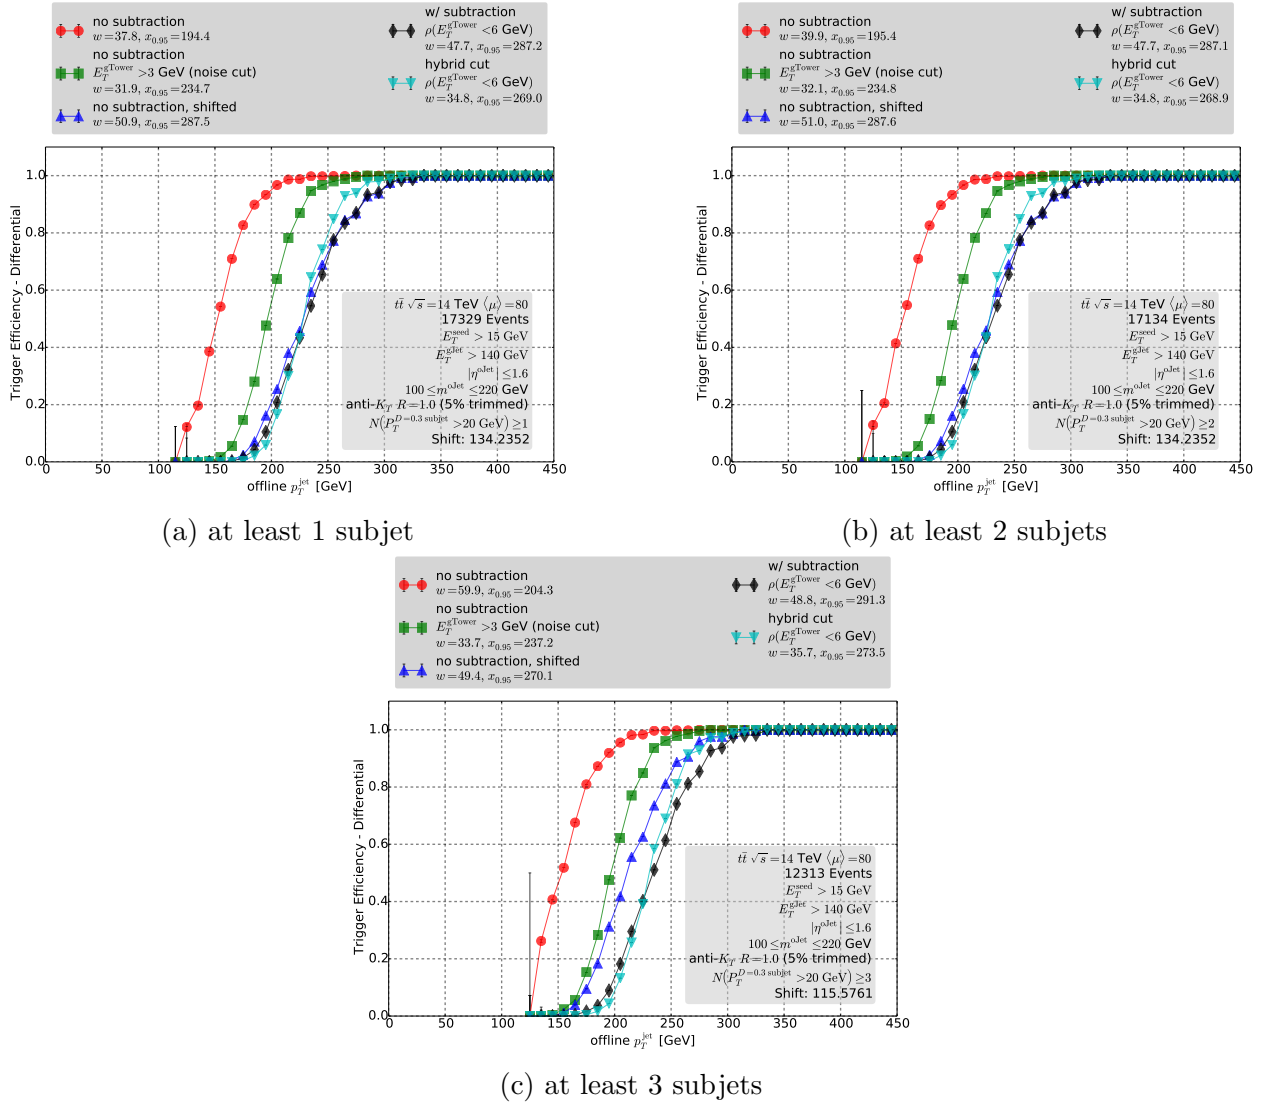 no subtraction
w=37.8, x₀.₉₅=194.4
no subtraction
E_T^gTower >3 GeV (noise cut)
w=31.9, x₀.₉₅=234.7
no subtraction, shifted
w=50.9, x₀.₉₅=287.5
w/ subtraction
ρ(E_T^gTower <6 GeV)
w=47.7, x₀.₉₅=287.2
hybrid cut
ρ(E_T^gTower <6 GeV)
w=34.8, x₀.₉₅=269.0
Trigger Efficiency - Differential
1.0
0.8
0.6
0.4
0.2
0.0
tt̄ √s=14 TeV ⟨μ⟩=80
17329 Events
E_T^seed > 15 GeV
E_T^gJet > 140 GeV
|η^oJet| ≤1.6
100≤m^oJet ≤220 GeV
anti-K_T R=1.0 (5% trimmed)
N(P_T^D=0.3 subjet >20 GeV) ≥1
Shift: 134.2352
0 50 100 150 200 250 300 350 400 450
offline p_T^jet [GeV]
(a) at least 1 subjet
no subtraction
w=39.9, x₀.₉₅=195.4
no subtraction
E_T^gTower >3 GeV (noise cut)
w=32.1, x₀.₉₅=234.8
no subtraction, shifted
w=51.0, x₀.₉₅=287.6
w/ subtraction
ρ(E_T^gTower <6 GeV)
w=47.7, x₀.₉₅=287.1
hybrid cut
ρ(E_T^gTower <6 GeV)
w=34.8, x₀.₉₅=268.9
Trigger Efficiency - Differential
1.0
0.8
0.6
0.4
0.2
0.0
tt̄ √s=14 TeV ⟨μ⟩=80
17134 Events
E_T^seed > 15 GeV
E_T^gJet > 140 GeV
|η^oJet| ≤1.6
100≤m^oJet ≤220 GeV
anti-K_T R=1.0 (5% trimmed)
N(P_T^D=0.3 subjet >20 GeV) ≥2
Shift: 134.2352
0 50 100 150 200 250 300 350 400 450
offline p_T^jet [GeV]
(b) at least 2 subjets
no subtraction
w=59.9, x₀.₉₅=204.3
no subtraction
E_T^gTower >3 GeV (noise cut)
w=33.7, x₀.₉₅=237.2
no subtraction, shifted
w=49.4, x₀.₉₅=270.1
w/ subtraction
ρ(E_T^gTower <6 GeV)
w=48.8, x₀.₉₅=291.3
hybrid cut
ρ(E_T^gTower <6 GeV)
w=35.7, x₀.₉₅=273.5
Trigger Efficiency - Differential
1.0
0.8
0.6
0.4
0.2
0.0
tt̄ √s=14 TeV ⟨μ⟩=80
12313 Events
E_T^seed > 15 GeV
E_T^gJet > 140 GeV
|η^oJet| ≤1.6
100≤m^oJet ≤220 GeV
anti-K_T R=1.0 (5% trimmed)
N(P_T^D=0.3 subjet >20 GeV) ≥3
Shift: 115.5761
0 50 100 150 200 250 300 350 400 450
offline p_T^jet [GeV]
(c) at least 3 subjets